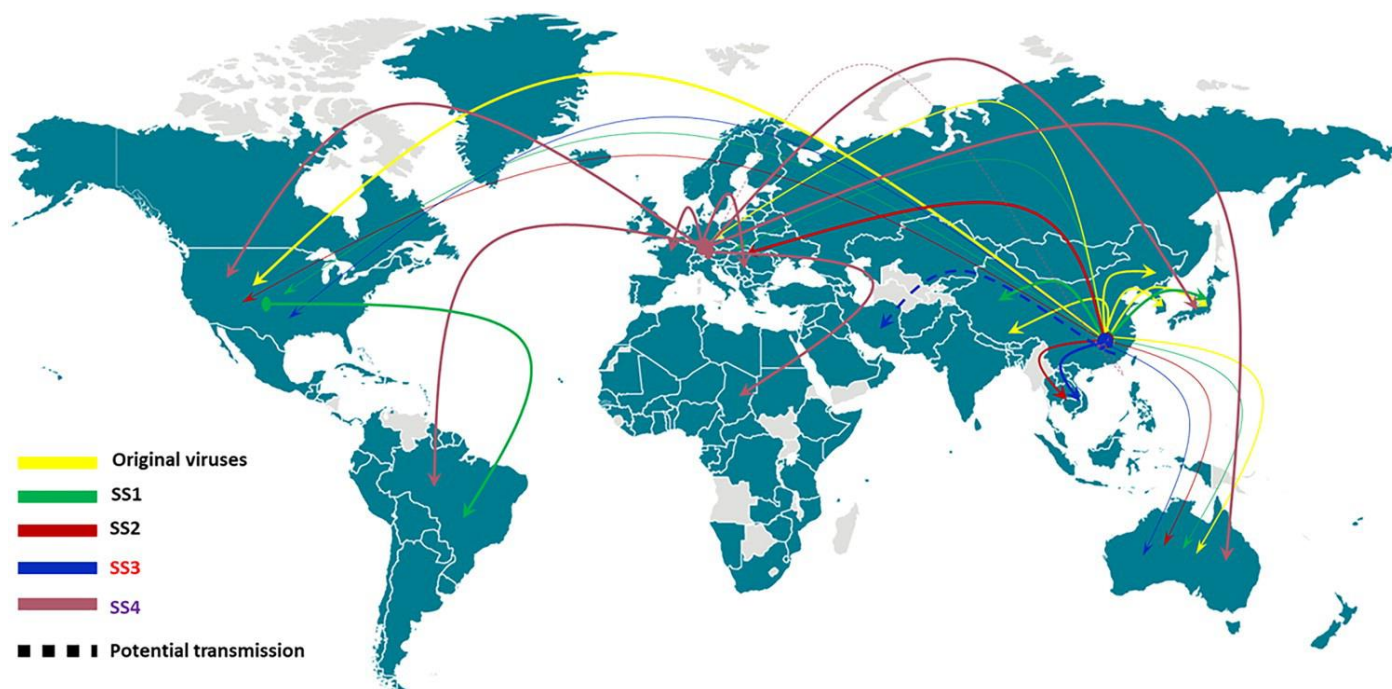 Original viruses
SS1
SS2
SS3
SS4
Potential transmission